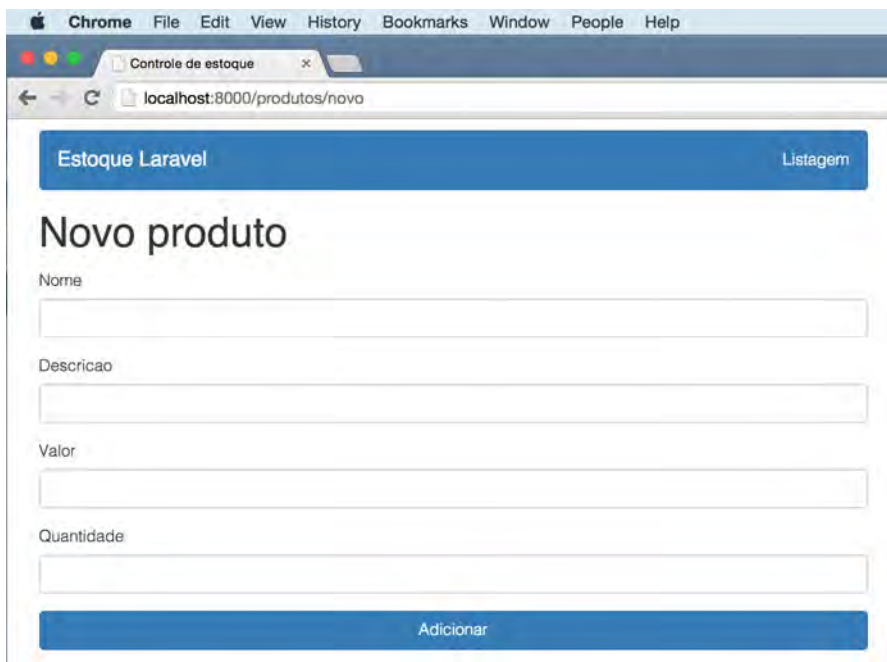 Chrome File Edit View History Bookmarks Window People Help
Controle de estoque ×
localhost:8000/produtos/novo
Estoque Laravel Listagem
Novo produto
Nome
Descricao
Valor
Quantidade
Adicionar